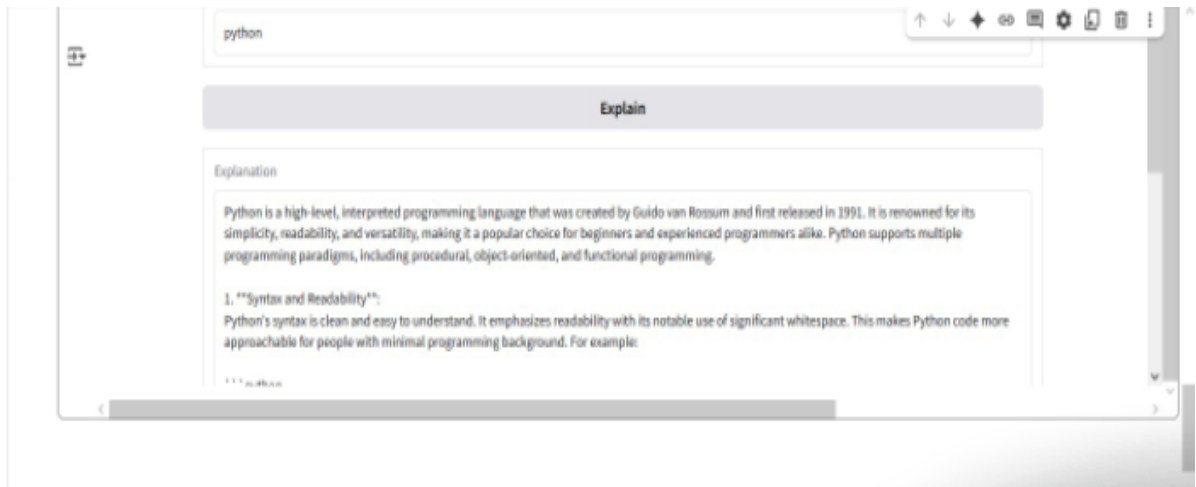 python
Explain
Explanation
Python is a high-level, interpreted programming language that was created by Guido van Rossum and first released in 1991. It is renowned for its
simplicity, readability, and versatility, making it a popular choice for beginners and experienced programmers alike. Python supports multiple
programming paradigms, including procedural, object-oriented, and functional programming.
1. **Syntax and Readability**:
Python's syntax is clean and easy to understand. It emphasizes readability with its notable use of significant whitespace. This makes Python code more
approachable for people with minimal programming background. For example:
```python